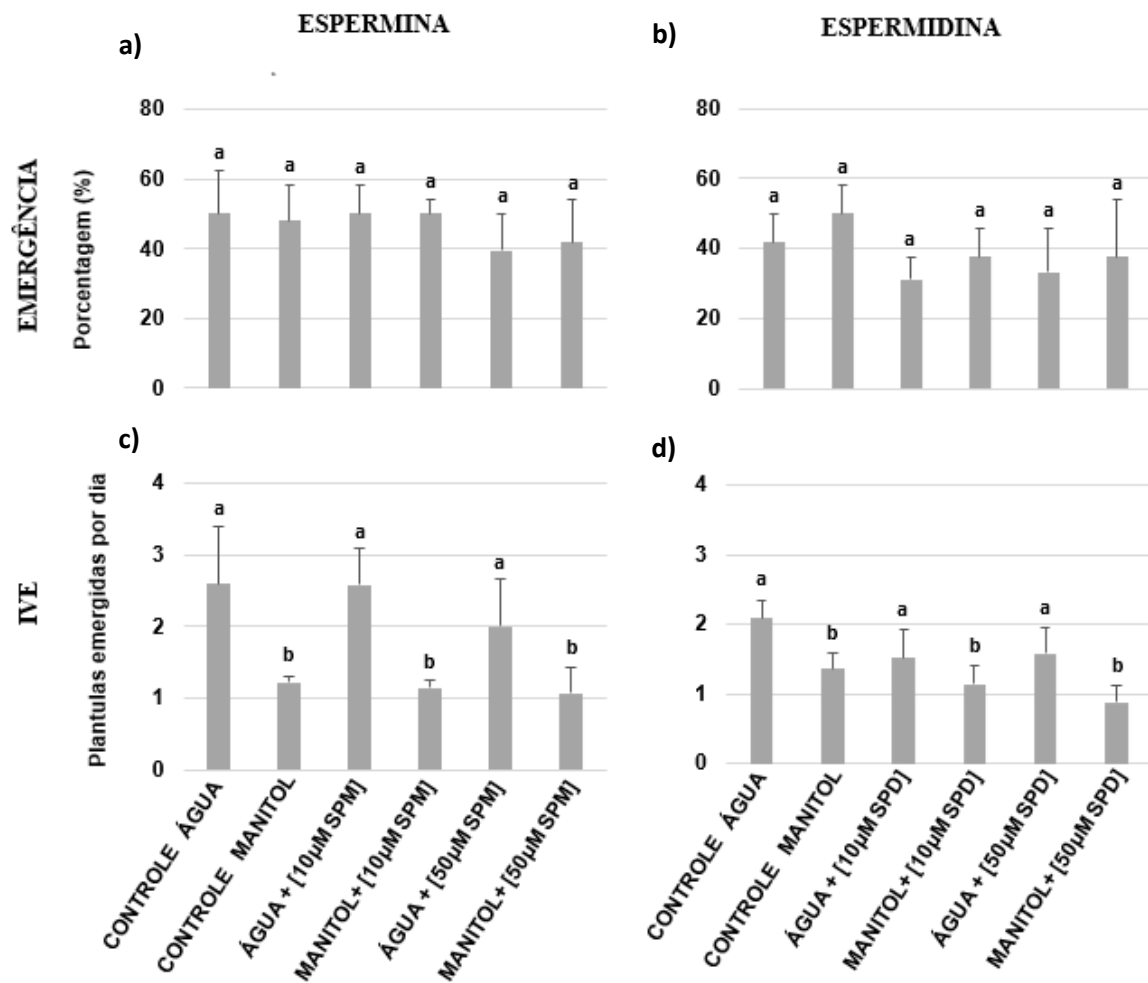 ESPERMINA
ESPERMIDINA
a)
b)
EMERGÊNCIA
Porcentagem (%)
80
60
40
20
0
a a a a a a
80
60
40
20
0
a a a a a a
c)
d)
IVE
Plantulas emergidas por dia
4
3
2
1
0
a b a b a b
4
3
2
1
0
a b a b a b
CONTROLE ÁGUA
CONTROLE MANITOL
ÁGUA + [10µM SPM]
MANITOL+ [10µM SPM]
ÁGUA + [50µM SPM]
MANITOL+ [50µM SPM]
CONTROLE ÁGUA
CONTROLE MANITOL
ÁGUA + [10µM SPD]
MANITOL+ [10µM SPD]
ÁGUA + [50µM SPD]
MANITOL+ [50µM SPD]